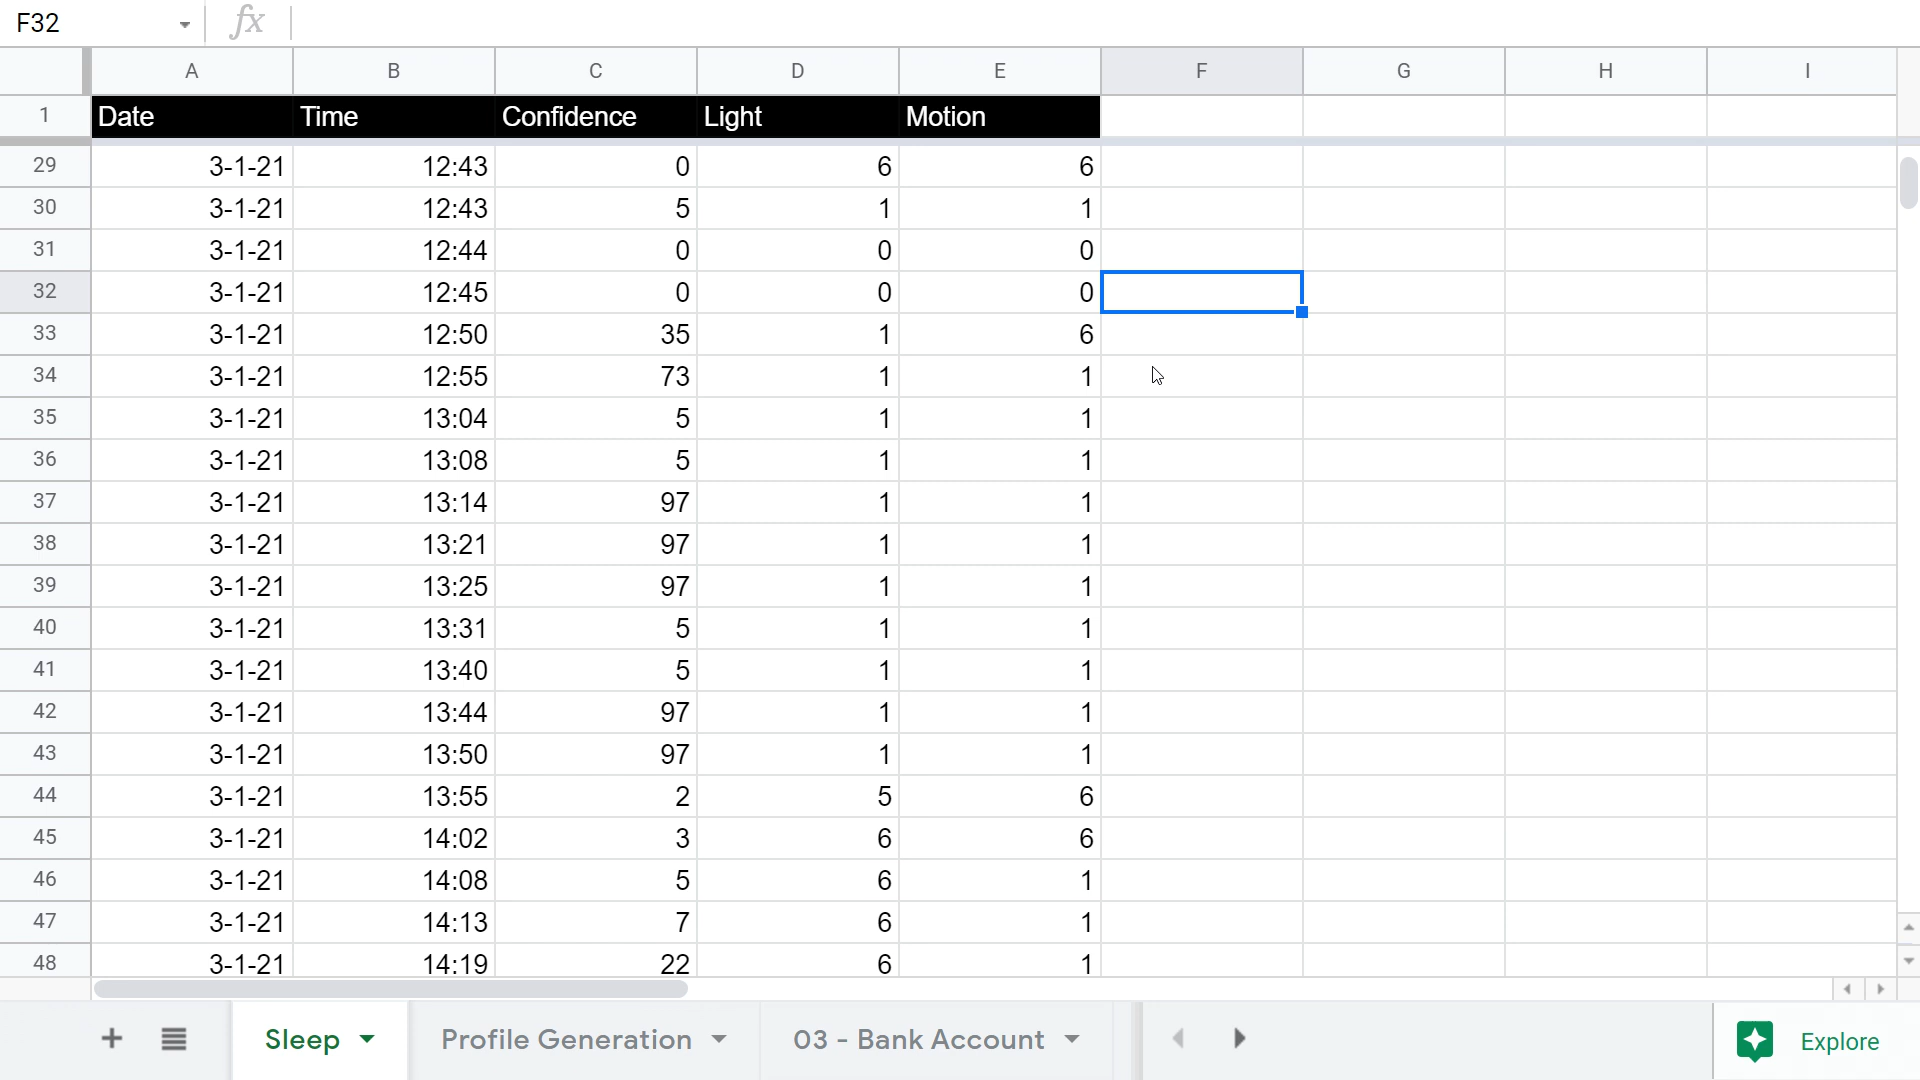 F32 fx
A B C D E F G H I
1 Date Time Confidence Light Motion
29 3-1-21 12:43 0 6 6
30 3-1-21 12:43 5 1 1
31 3-1-21 12:44 0 0 0
32 3-1-21 12:45 0 0 0
33 3-1-21 12:50 35 1 6
34 3-1-21 12:55 73 1 1
35 3-1-21 13:04 5 1 1
36 3-1-21 13:08 5 1 1
37 3-1-21 13:14 97 1 1
38 3-1-21 13:21 97 1 1
39 3-1-21 13:25 97 1 1
40 3-1-21 13:31 5 1 1
41 3-1-21 13:40 5 1 1
42 3-1-21 13:44 97 1 1
43 3-1-21 13:50 97 1 1
44 3-1-21 13:55 2 5 6
45 3-1-21 14:02 3 6 6
46 3-1-21 14:08 5 6 1
47 3-1-21 14:13 7 6 1
48 3-1-21 14:19 22 6 1
Sleep Profile Generation 03 - Bank Account Explore